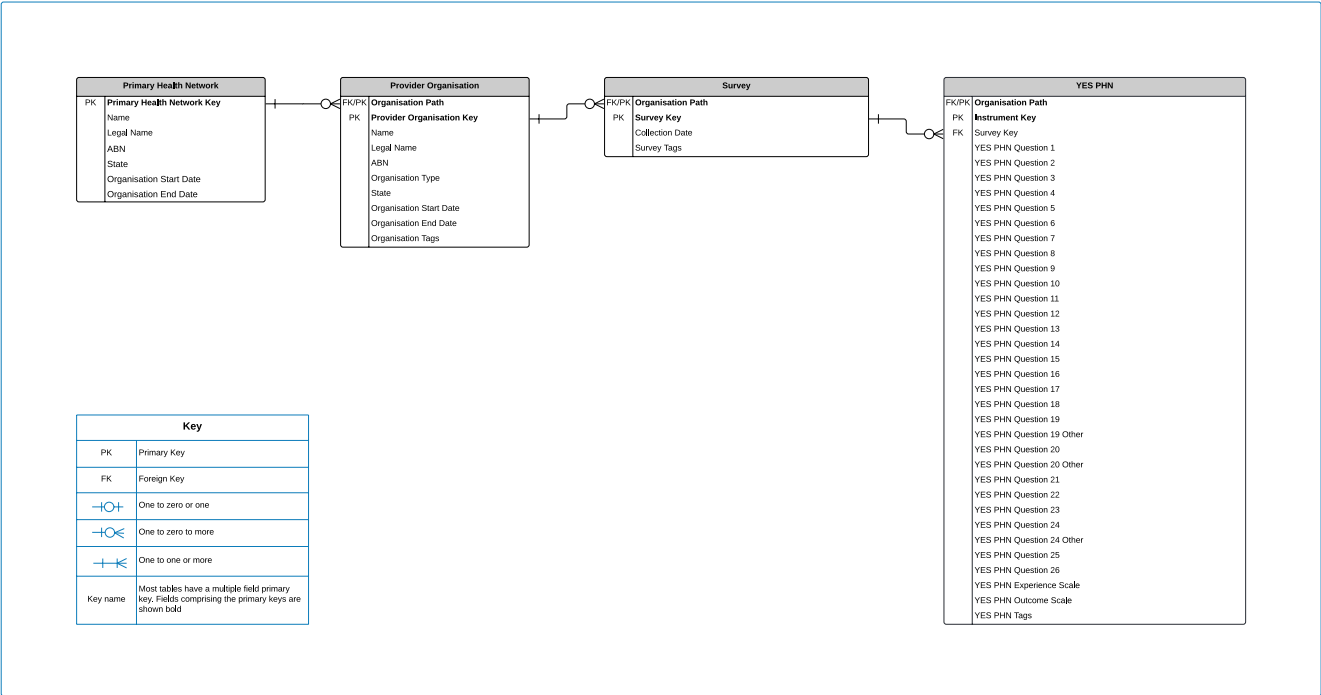 Primary Health Network
PK Primary Health Network Key
Name
Legal Name
ABN
State
Organisation Start Date
Organisation End Date
Provider Organisation
FK/PK Organisation Path
PK Provider Organisation Key
Name
Legal Name
ABN
Organisation Type
State
Organisation Start Date
Organisation End Date
Organisation Tags
Survey
FK/PK Organisation Path
PK Survey Key
Collection Date
Survey Tags
YES PHN
FK/PK Organisation Path
PK Instrument Key
FK Survey Key
YES PHN Question 1
YES PHN Question 2
YES PHN Question 3
YES PHN Question 4
YES PHN Question 5
YES PHN Question 6
YES PHN Question 7
YES PHN Question 8
YES PHN Question 9
YES PHN Question 10
YES PHN Question 11
YES PHN Question 12
YES PHN Question 13
YES PHN Question 14
YES PHN Question 15
YES PHN Question 16
YES PHN Question 17
YES PHN Question 18
YES PHN Question 19
YES PHN Question 19 Other
YES PHN Question 20
YES PHN Question 20 Other
YES PHN Question 21
YES PHN Question 22
YES PHN Question 23
YES PHN Question 24
YES PHN Question 24 Other
YES PHN Question 25
YES PHN Question 26
YES PHN Experience Scale
YES PHN Outcome Scale
YES PHN Tags
Key
PK Primary Key
FK Foreign Key
One to zero or one
One to zero to more
One to one or more
Key name
Most tables have a multiple field primary
key. Fields comprising the primary keys are
shown bold